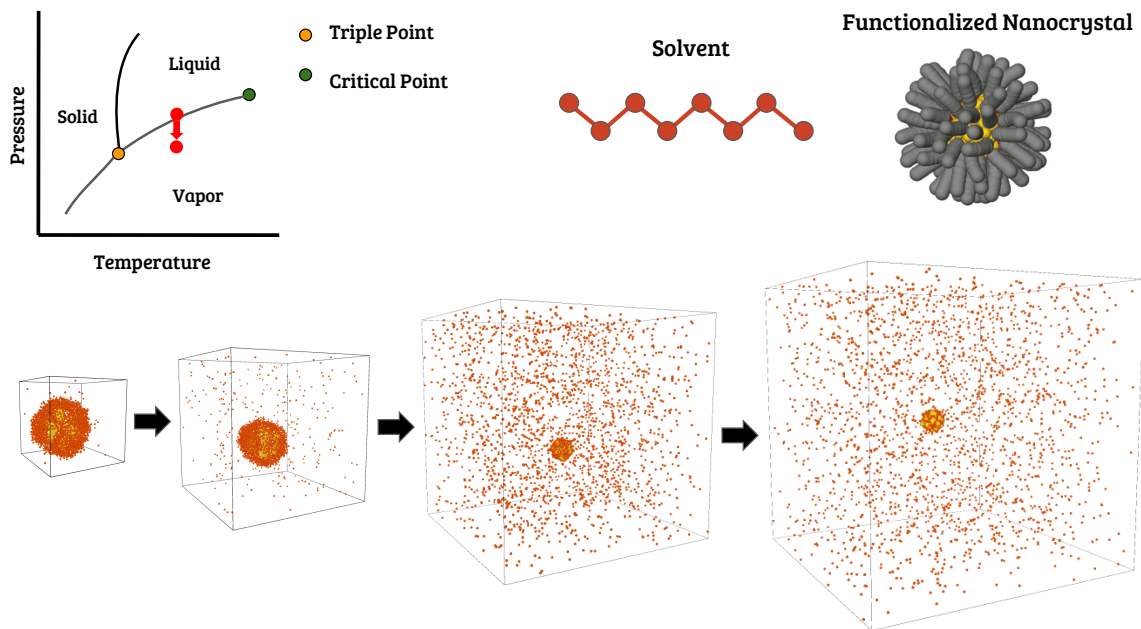 Functionalized Nanocrystal
Triple Point
Solvent
Liquid
Critical Point
Solid
Pressure
Vapor
Temperature